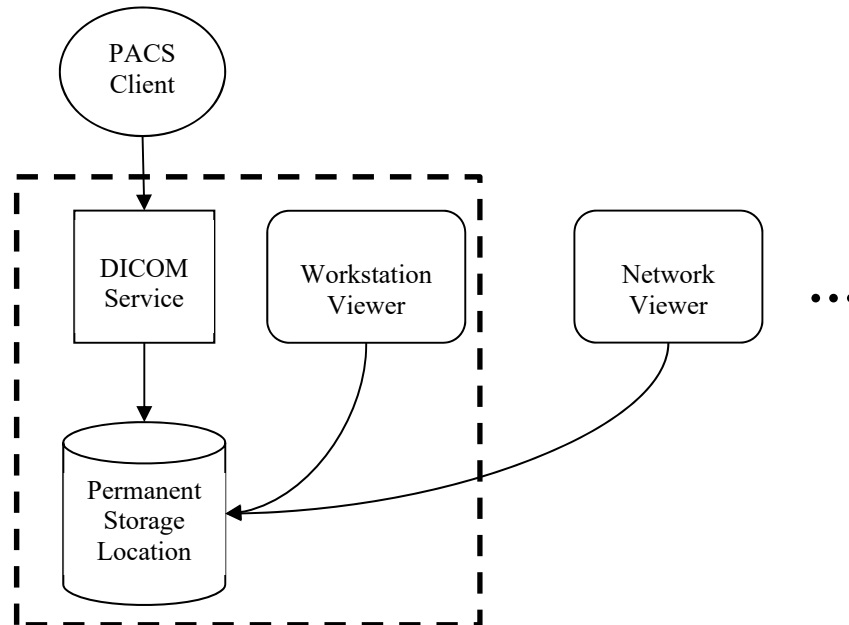 PACS
Client
DICOM
Service
Workstation
Viewer
Network
Viewer
...
Permanent
Storage
Location